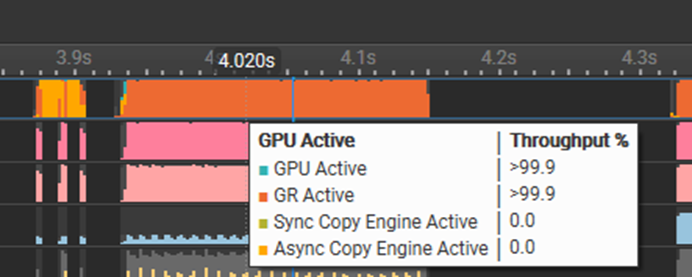 3.9s 4 4.020s 4.1s 4.2s 4.3s
GPU Active Throughput %
GPU Active >99.9
GR Active >99.9
Sync Copy Engine Active 0.0
Async Copy Engine Active 0.0